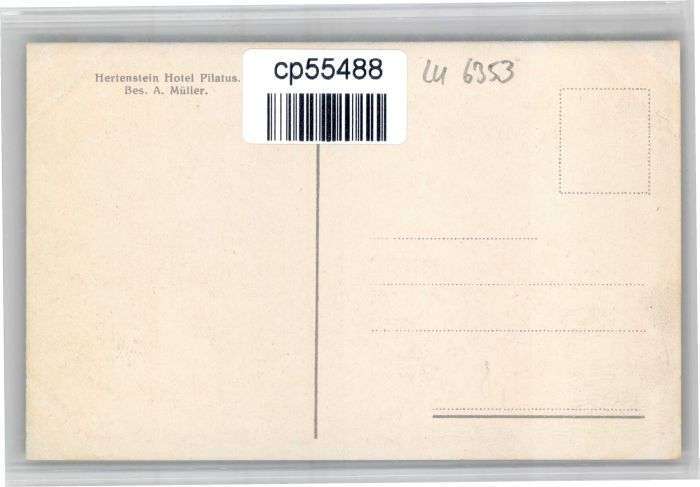 Hertenstein Hotel Pilatus.
Bes. A. Müller.
cp55488
LU 6353